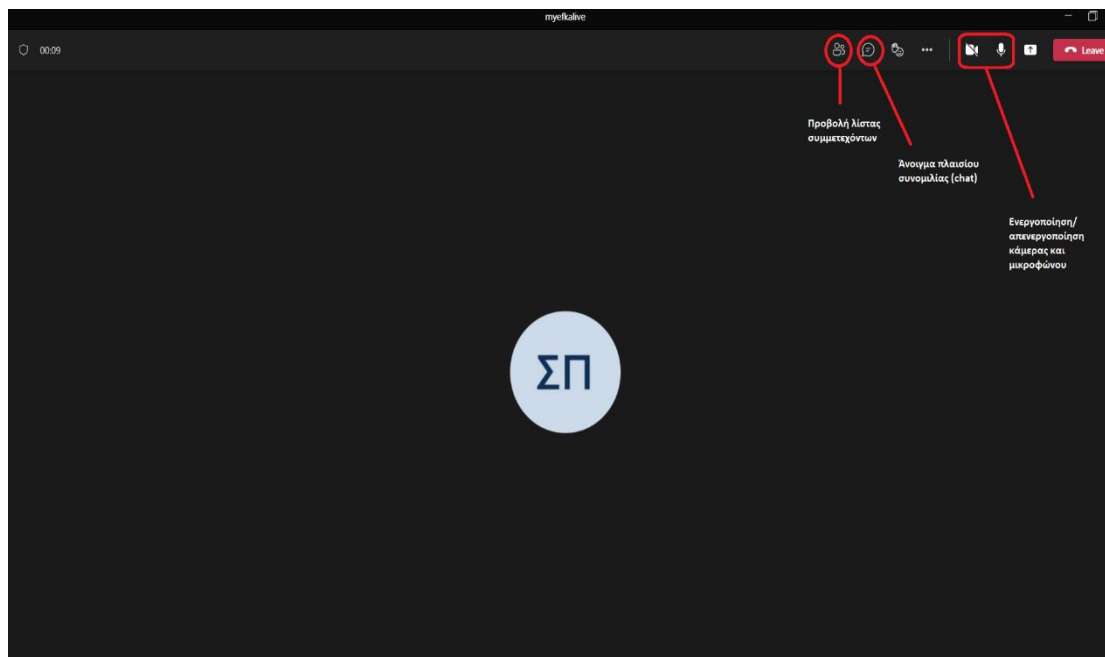 myefkalive
00:09
Leave
Προβολή λίστας
συμμετεχόντων
Άνοιγμα πλαισίου
συνομιλίας (chat)
Ενεργοποίηση/
απενεργοποίηση
κάμερας και
μικροφώνου
ΣΠ